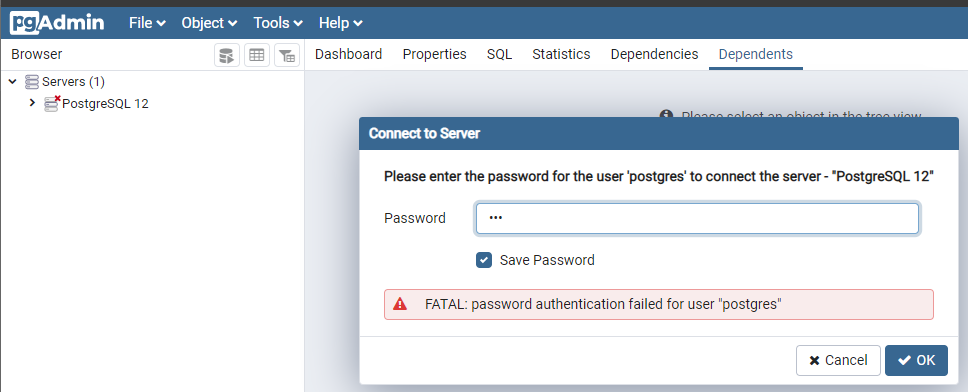 pgAdmin File Object Tools Help
Browser Dashboard Properties SQL Statistics Dependencies Dependents
Servers (1)
PostgreSQL 12
Please select an object in the tree view.
Connect to Server
Please enter the password for the user 'postgres' to connect the server - "PostgreSQL 12"
Password •••
Save Password
FATAL: password authentication failed for user "postgres"
Cancel OK